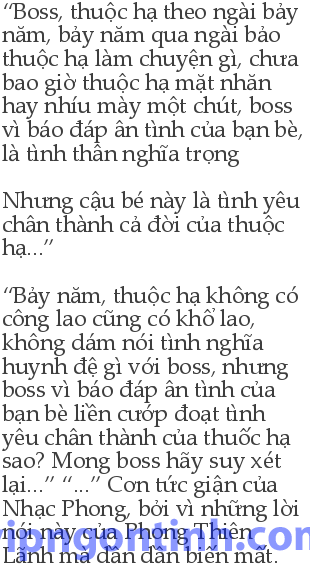 “Boss, thuộc hạ theo ngài bảy
năm, bảy năm qua ngài bảo
thuộc hạ làm chuyện gì, chưa
bao giờ thuộc hạ mặt nhăn
hay nhíu mày một chút, boss
vì báo đáp ân tình của bạn bè,
là tình thần nghĩa trọng
Nhưng cậu bé này là tình yêu
chân thành cả đời của thuộc
hạ...”
“Bảy năm, thuộc hạ không có
công lao cũng có khổ lao,
không dám nói tình nghĩa
huynh đệ gì với boss, nhưng
boss vì báo đáp ân tình của
bạn bè liền cướp đoạt tình
yêu chân thành của thuốc hạ
sao? Mong boss hãy suy xét
lại...” “...” Cơn tức giận của
Nhạc Phong, bởi vì những lời
nói này của Phong Thiên
Lãnh mà dần dần biến mất.
ipngontinh.com